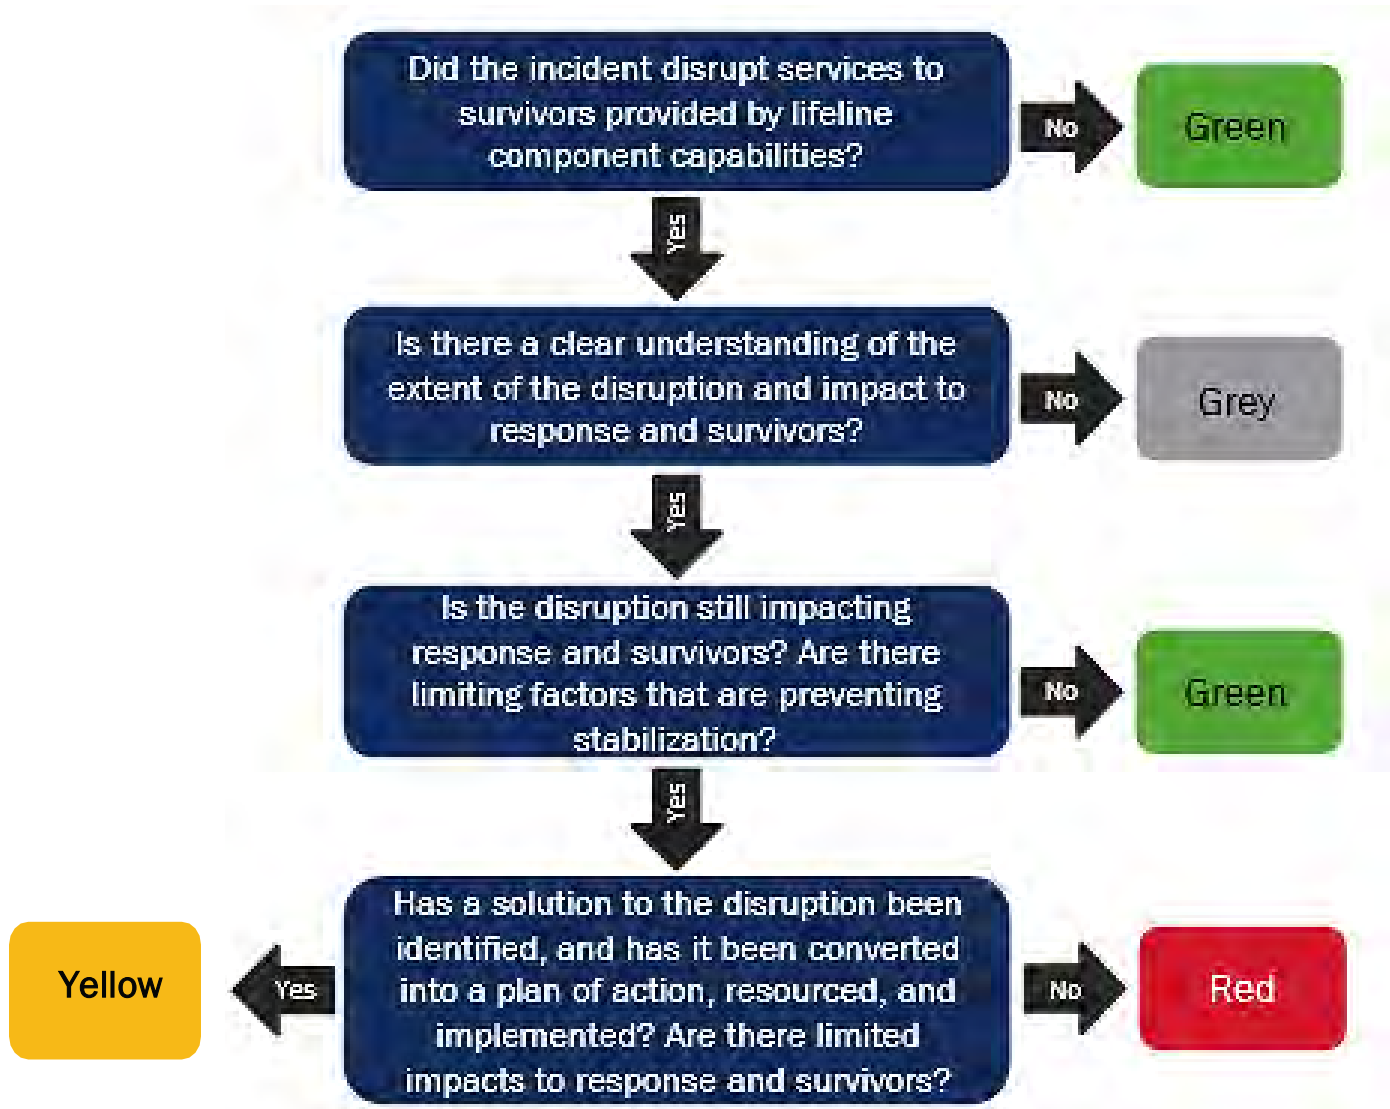 Did the incident disrupt services to
survivors provided by lifeline
component capabilities?
No
Green
Yes
Is there a clear understanding of the
extent of the disruption and impact to
response and survivors?
No
Grey
Yes
Is the disruption still impacting
response and survivors? Are there
limiting factors that are preventing
stabilization?
No
Green
Yes
Has a solution to the disruption been
identified, and has it been converted
into a plan of action, resourced, and
implemented? Are there limited
impacts to response and survivors?
Yes
Yellow
No
Red